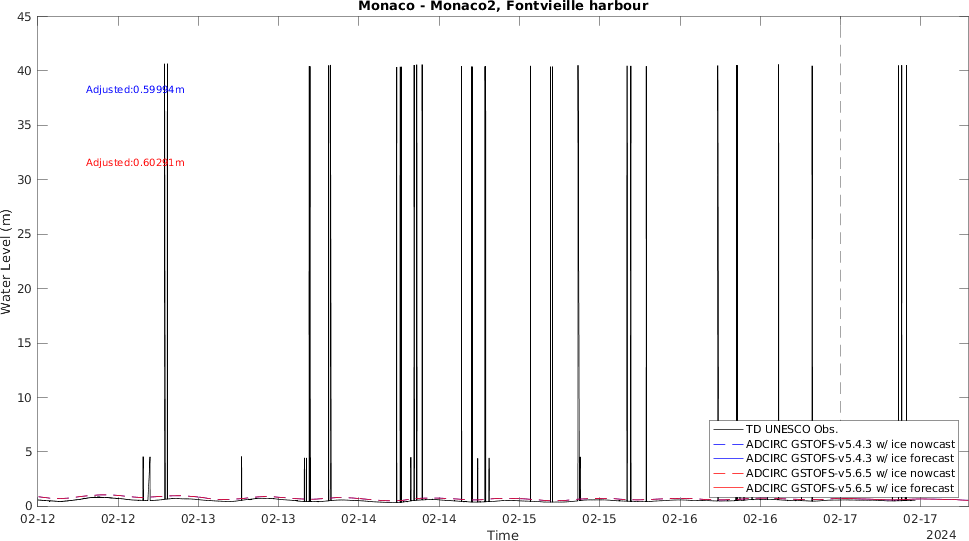 Monaco - Monaco2, Fontvieille harbour
45
40
35
30
25
20
15
10
5
0
Water Level (m)
Adjusted:0.59994m
Adjusted:0.60291m
TD UNESCO Obs.
ADCIRC GSTOFS-v5.4.3 w/ ice nowcast
ADCIRC GSTOFS-v5.4.3 w/ ice forecast
ADCIRC GSTOFS-v5.6.5 w/ ice nowcast
ADCIRC GSTOFS-v5.6.5 w/ ice forecast
02-12 02-12 02-13 02-13 02-14 02-14 02-15 02-15 02-16 02-16 02-17 02-17
Time
2024